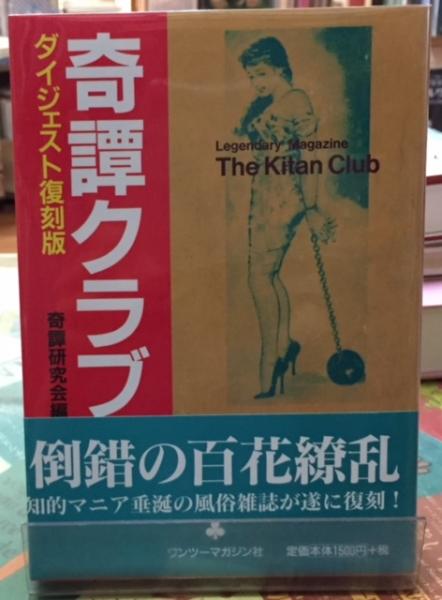 奇譚クラブ
ダイジェスト復刻版
奇譚研究会編
Legendary Magazine
The Kitan Club
倒錯の百花繚乱
知的マニア垂涎の風俗雑誌が遂に復刻！
ワンツーマガジン社
定価本体1500円+税